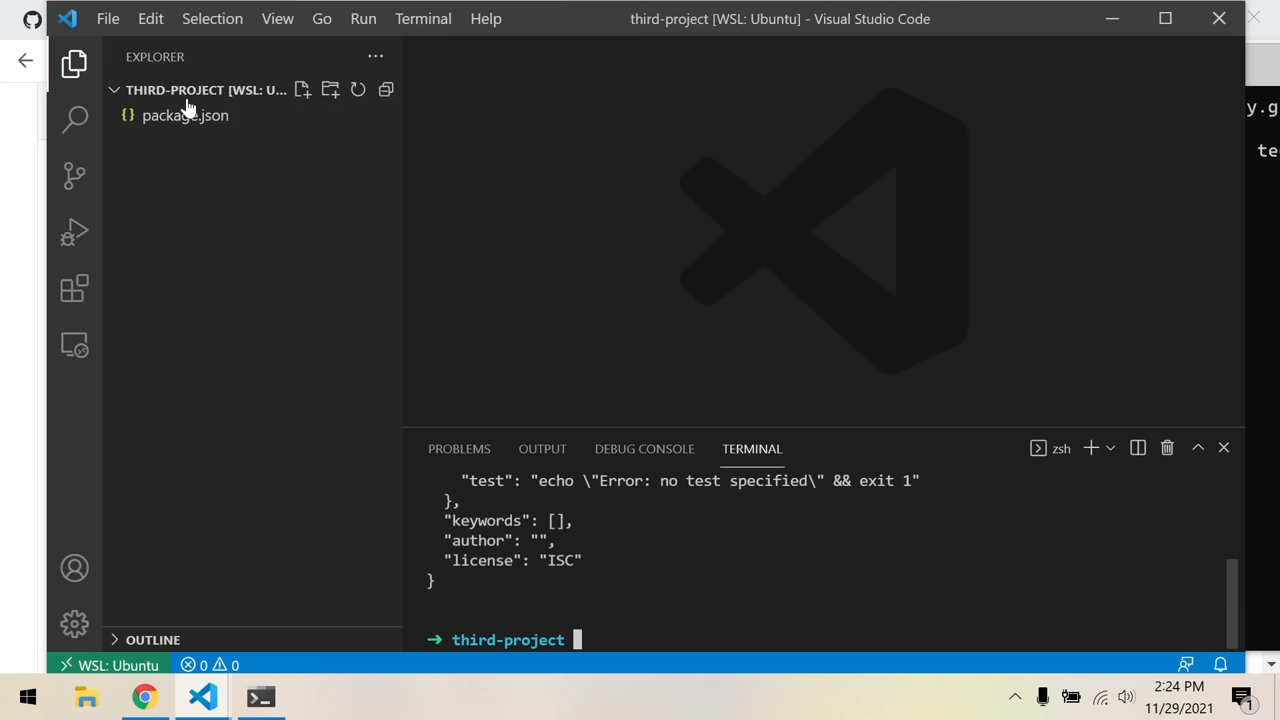 File Edit Selection View Go Run Terminal Help third-project [WSL: Ubuntu] - Visual Studio Code
EXPLORER
THIRD-PROJECT [WSL: U...
{} package.json
y.g
te
PROBLEMS OUTPUT DEBUG CONSOLE TERMINAL zsh
"test": "echo \"Error: no test specified\" && exit 1"
},
"keywords": [],
"author": "",
"license": "ISC"
}
→ third-project
OUTLINE
WSL: Ubuntu 0 0
2:24 PM
11/29/2021
1